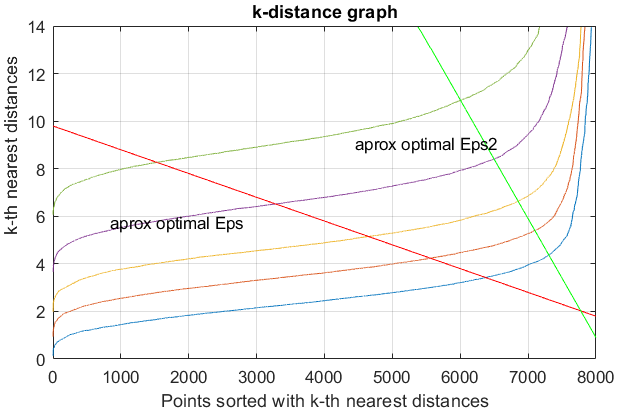 k-distance graph
k-th nearest distances
14
12
10
8
6
4
2
0
aprox optimal Eps2
aprox optimal Eps
0 1000 2000 3000 4000 5000 6000 7000 8000
Points sorted with k-th nearest distances